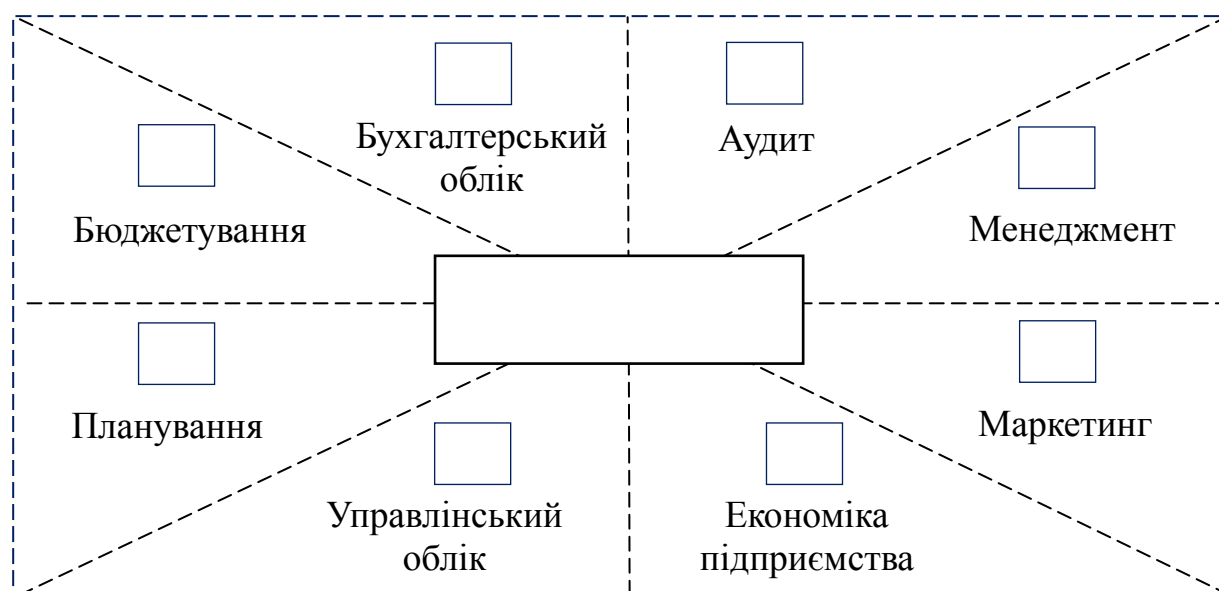 Бухгалтерський
облік
Аудит
Бюджетування
Менеджмент
Планування
Маркетинг
Управлінський
облік
Економіка
підприємства